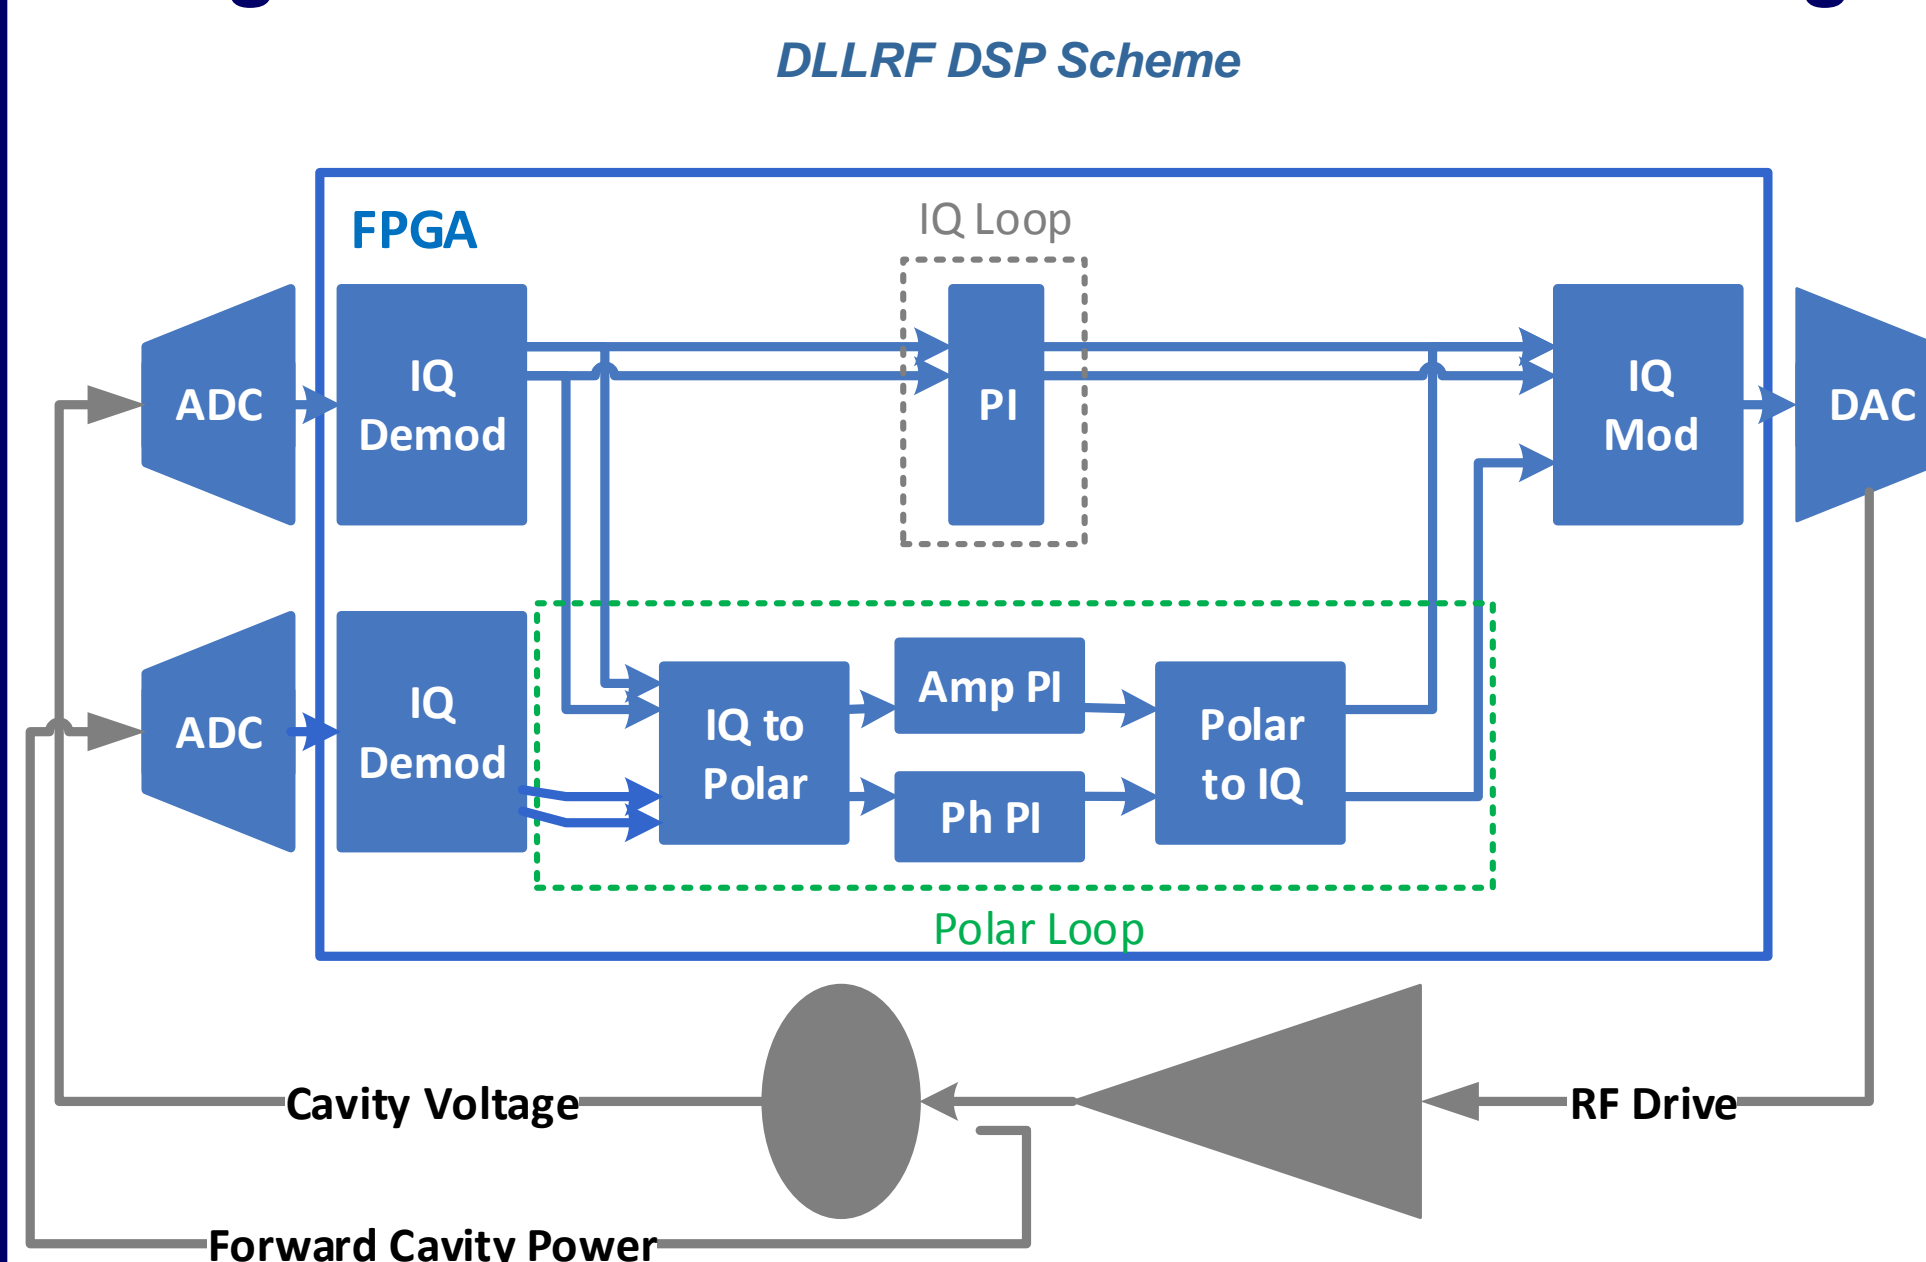 DLLRF DSP Scheme
FPGA
IQ Loop
ADC
IQ
Demod
PI
IQ
Mod
DAC
ADC
IQ
Demod
IQ to
Polar
Amp PI
Ph PI
Polar
to IQ
Polar Loop
Cavity Voltage
RF Drive
Forward Cavity Power